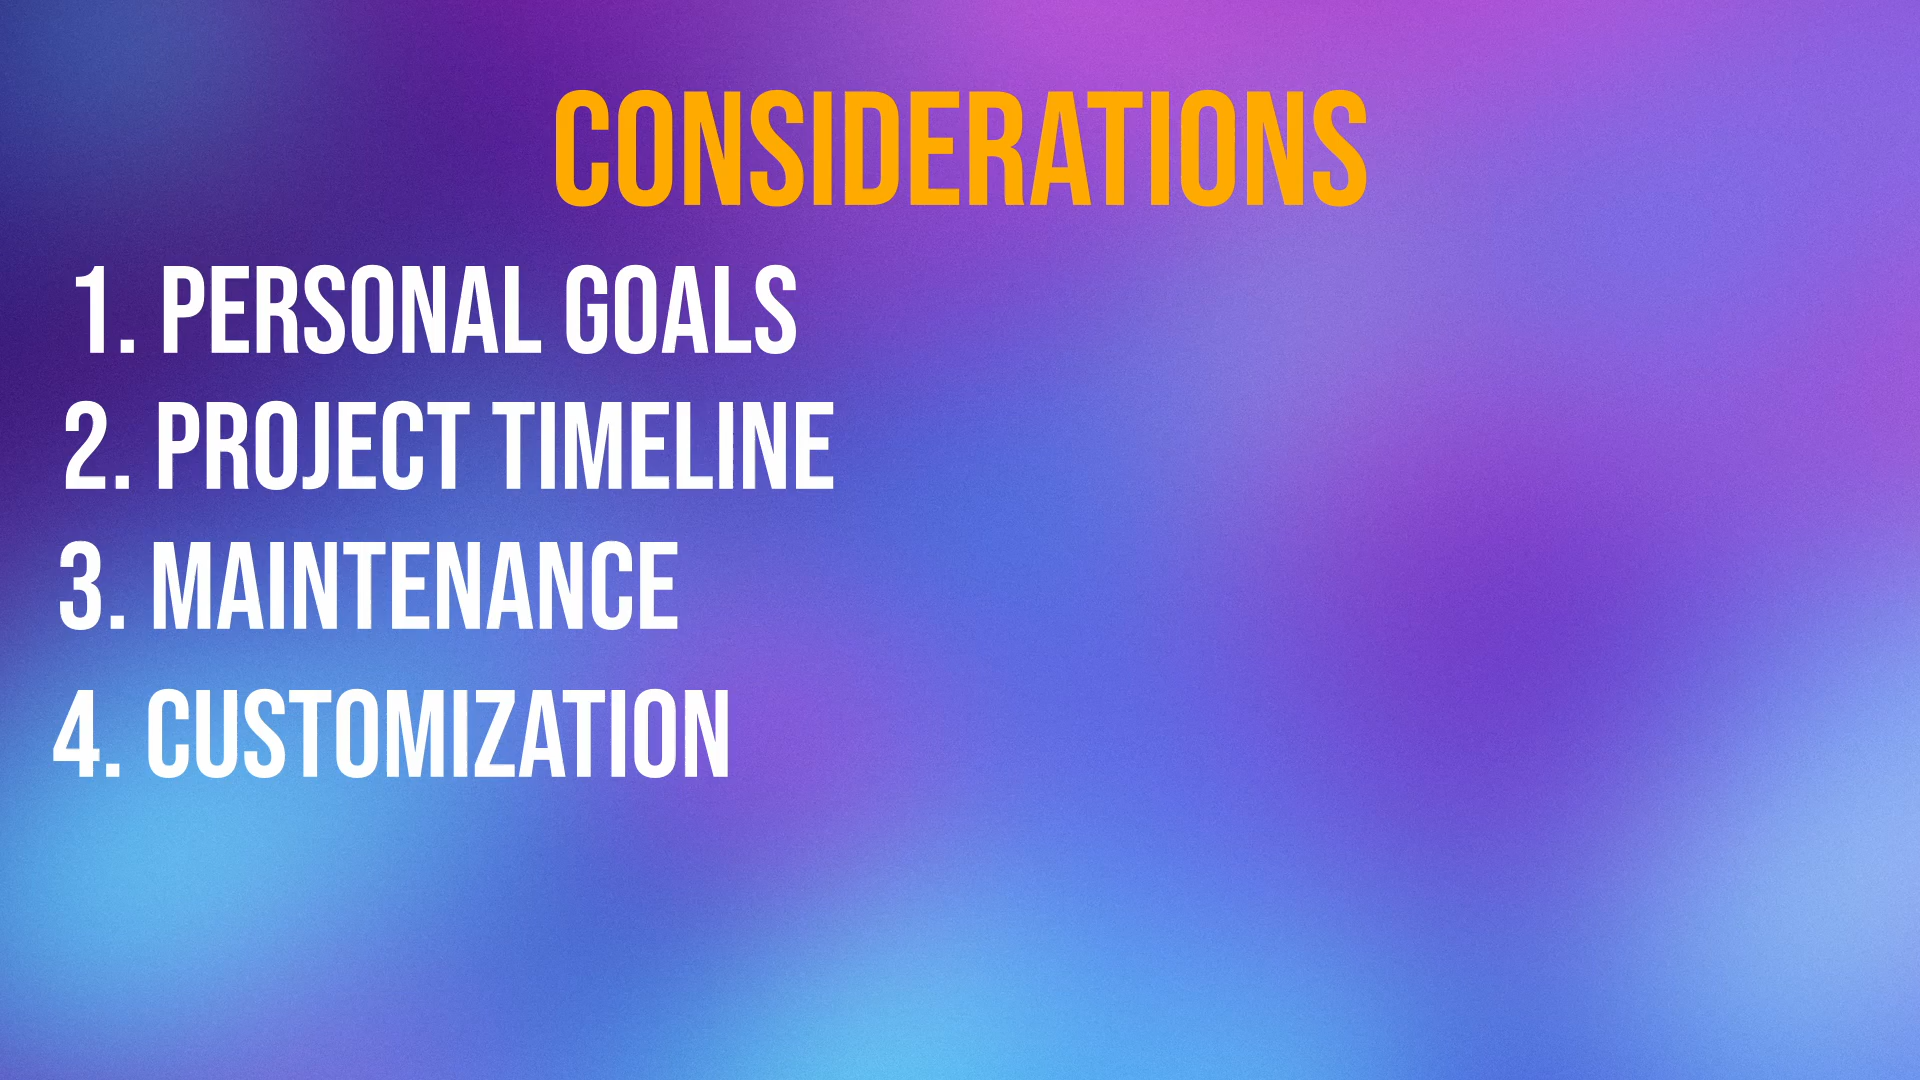 CONSIDERATIONS
1. PERSONAL GOALS
2. PROJECT TIMELINE
3. MAINTENANCE
4. CUSTOMIZATION